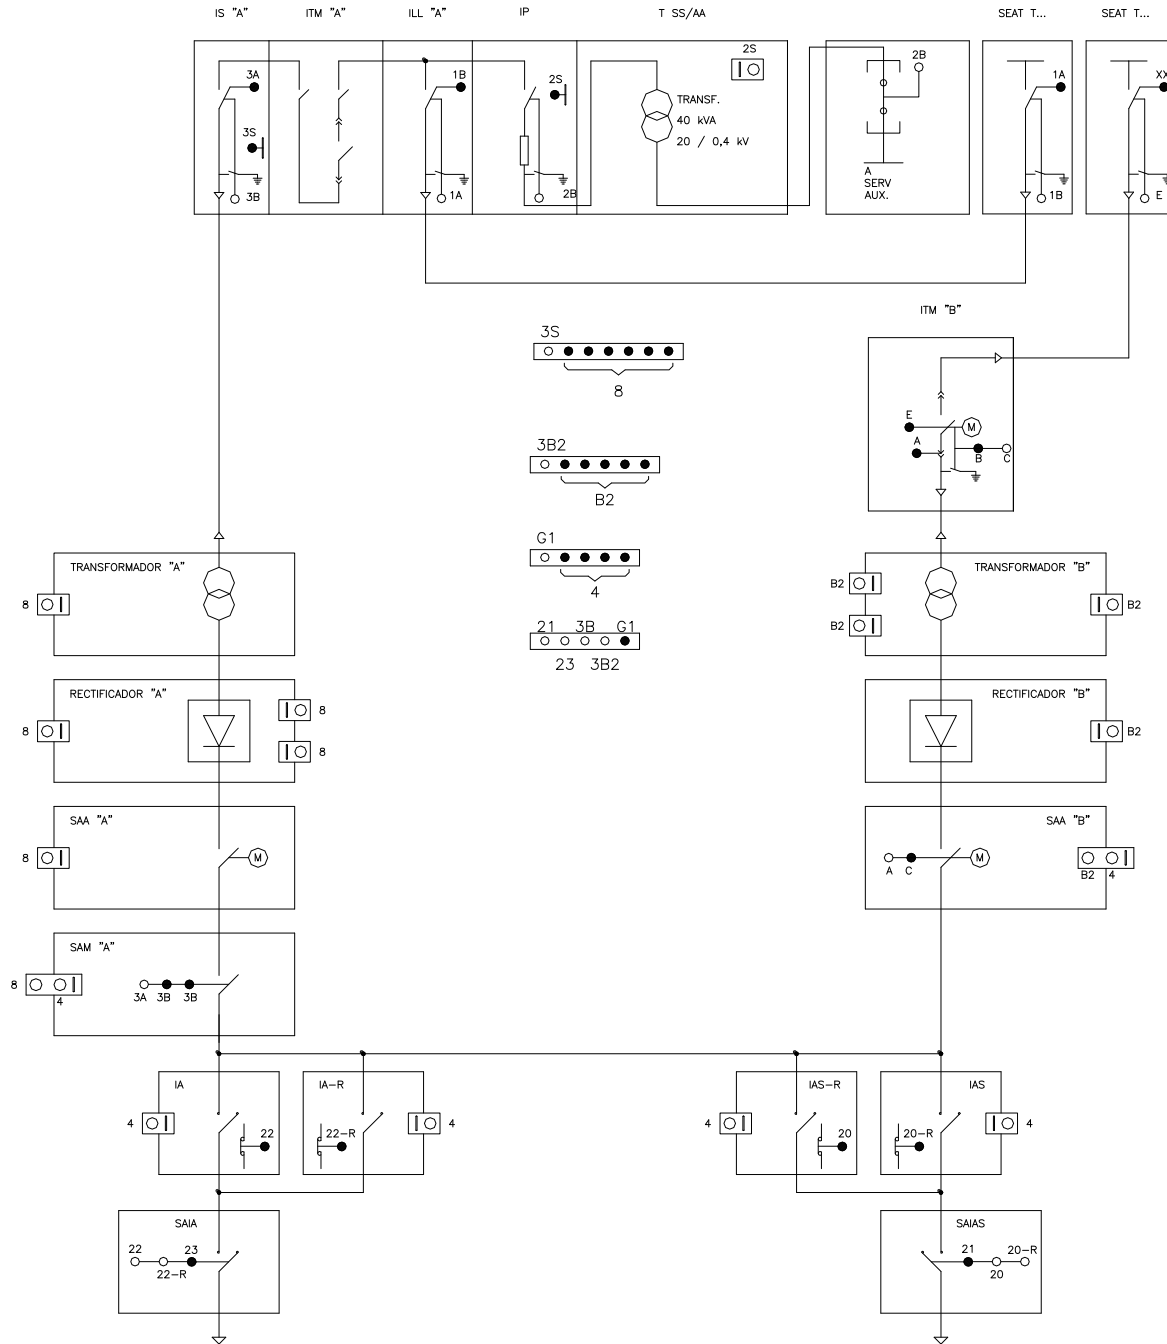 IS "A"
ITM "A"
ILL "A"
IP
T SS/AA
SEAT T...
SEAT T...
3A
3S
3B
1B
1A
2S
2B
2S
TRANSF.
40 kVA
20 / 0,4 kV
2B
A
SERV
AUX.
1A
1B
XX
E
ITM "B"
E
M
A
B
C
3S
8
3B2
B2
G1
4
21 3B G1
23 3B2
TRANSFORMADOR "A"
8
TRANSFORMADOR "B"
B2
B2
B2
RECTIFICADOR "A"
8
8
8
RECTIFICADOR "B"
B2
SAA "A"
8
M
SAA "B"
A
C
M
B2
4
SAM "A"
8
4
3A
3B
3B
IA
4
22
IA-R
22-R
4
IAS-R
4
20
IAS
20-R
4
SAIA
22
23
22-R
SAIAS
21
20-R
20